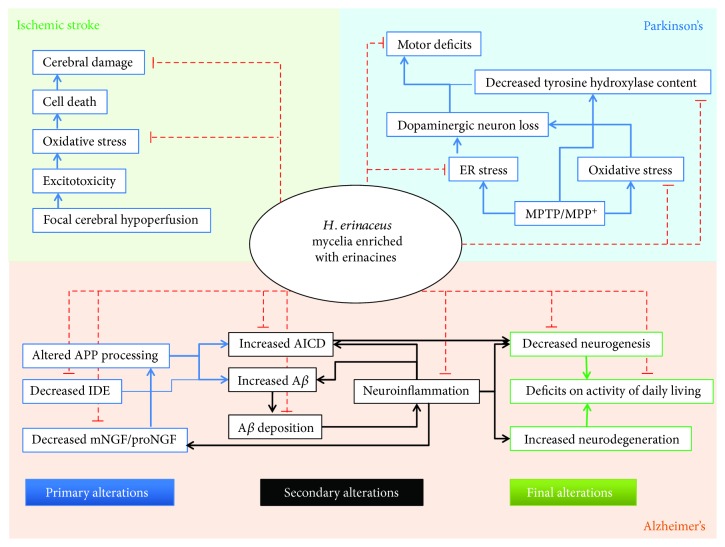 Ischemic stroke
Cerebral damage
Cell death
Oxidative stress
Excitotoxicity
Focal cerebral hypoperfusion
Parkinson's
Motor deficits
Decreased tyrosine hydroxylase content
Dopaminergic neuron loss
ER stress
Oxidative stress
MPTP/MPP⁺
H. erinaceus
mycelia enriched
with erinacines
Altered APP processing
Decreased IDE
Decreased mNGF/proNGF
Increased AICD
Increased Aβ
Aβ deposition
Neuroinflammation
Decreased neurogenesis
Deficits on activity of daily living
Increased neurodegeneration
Primary alterations
Secondary alterations
Final alterations
Alzheimer's